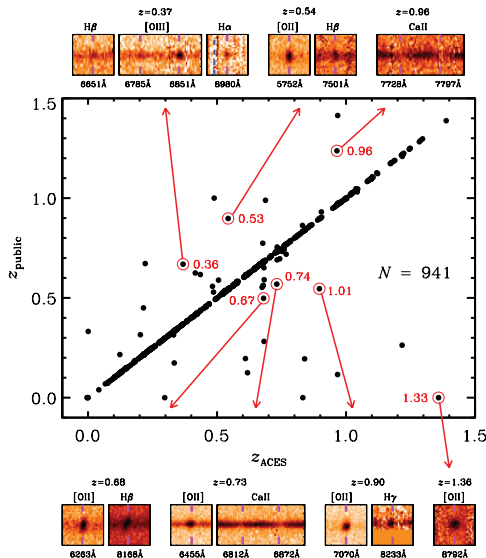 z=0.37 z=0.54 z=0.96
Hβ [OIII] Hα [OII] Hβ CaII
6651Å 6785Å 6851Å 8980Å 5752Å 7501Å 7728Å 7797Å
1.5
1.0
0.5
0.0
z_public
0.96
0.53
0.36
0.74
0.67
1.01
1.33
N = 941
0.0 0.5 1.0 1.5
z_ACES
z=0.68 z=0.73 z=0.90 z=1.36
[OII] Hβ [OII] CaII [OII] Hγ [OII]
6263Å 8168Å 6455Å 6812Å 6872Å 7070Å 8233Å 8792Å